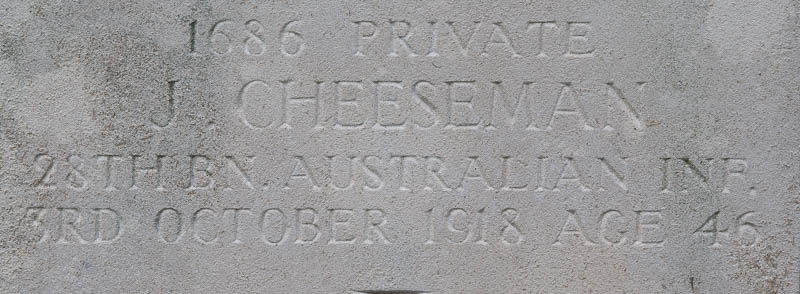 1686 PRIVATE
J. CHEESEMAN
28TH BN. AUSTRALIAN INF.
3RD OCTOBER 1918 AGE 46